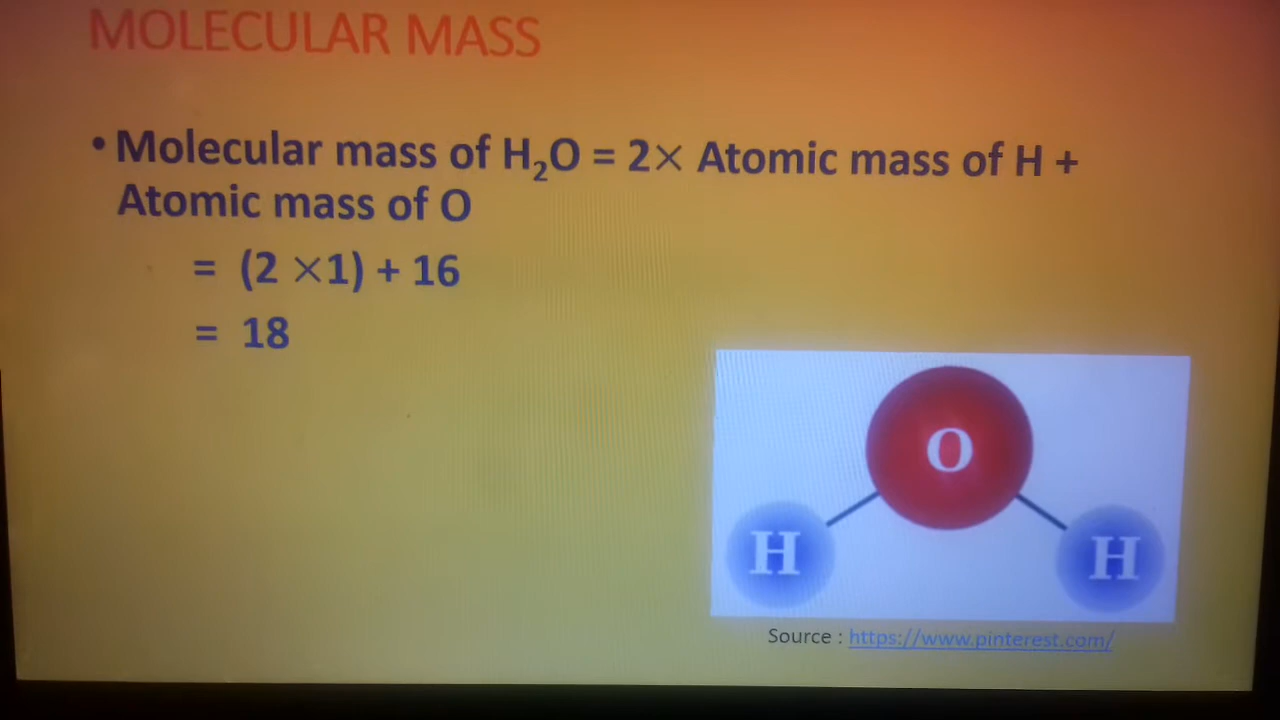 MOLECULAR MASS
• Molecular mass of H₂O = 2× Atomic mass of H +
Atomic mass of O
= (2 ×1) + 16
= 18
O
H H
Source : https://www.pinterest.com/